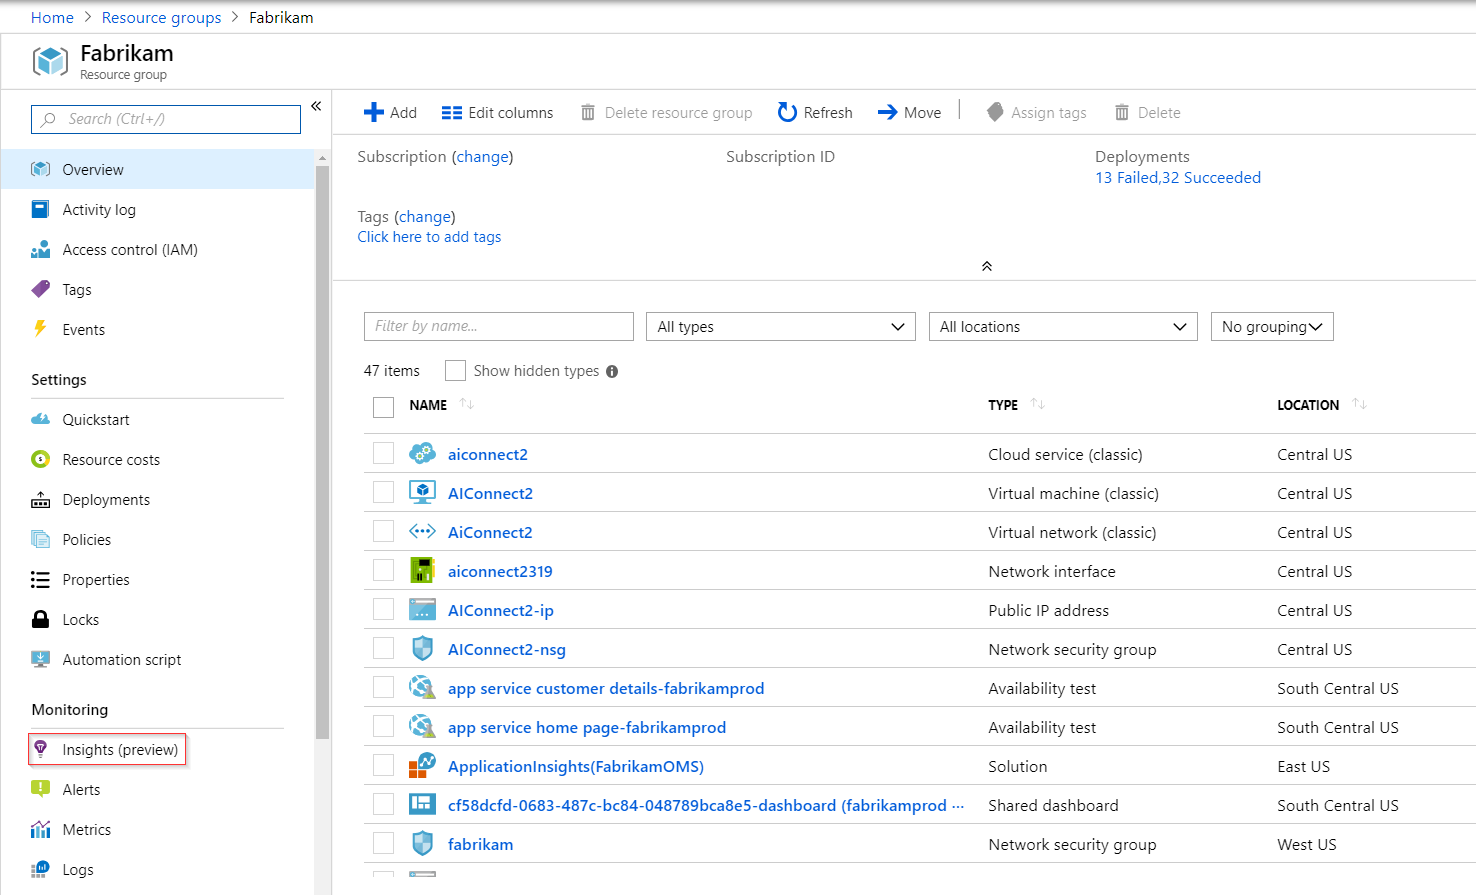 Home > Resource groups > Fabrikam
Fabrikam
Resource group
Search (Ctrl+/)
Overview
Activity log
Access control (IAM)
Tags
Events
Settings
Quickstart
Resource costs
Deployments
Policies
Properties
Locks
Automation script
Monitoring
Insights (preview)
Alerts
Metrics
Logs
Add Edit columns Delete resource group Refresh Move Assign tags Delete
Subscription (change) Subscription ID Deployments
13 Failed,32 Succeeded
Tags (change)
Click here to add tags
Filter by name... All types All locations No grouping
47 items Show hidden types
NAME TYPE LOCATION
aiconnect2 Cloud service (classic) Central US
AIConnect2 Virtual machine (classic) Central US
AiConnect2 Virtual network (classic) Central US
aiconnect2319 Network interface Central US
AIConnect2-ip Public IP address Central US
AIConnect2-nsg Network security group Central US
app service customer details-fabrikamprod Availability test South Central US
app service home page-fabrikamprod Availability test South Central US
ApplicationInsights(FabrikamOMS) Solution East US
cf58dcfd-0683-487c-bc84-048789bca8e5-dashboard (fabrikamprod ··· Shared dashboard South Central US
fabrikam Network security group West US